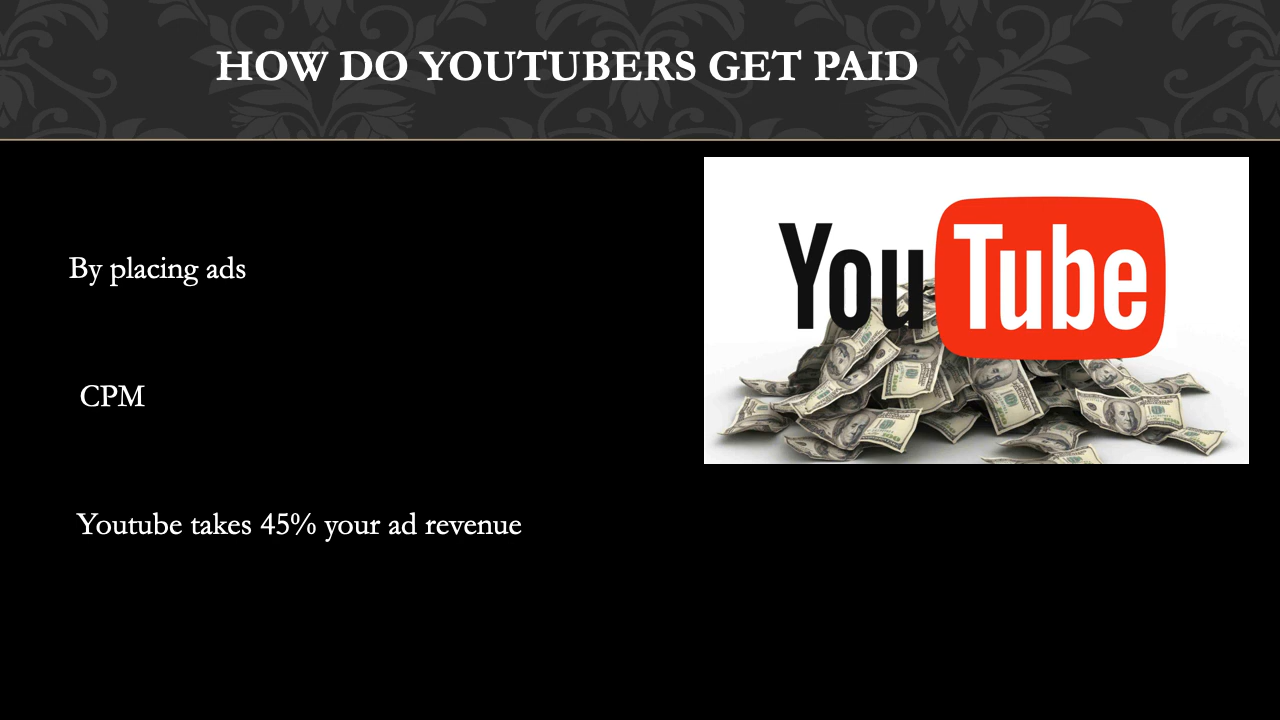 HOW DO YOUTUBERS GET PAID
By placing ads
CPM
Youtube takes 45% your ad revenue
YouTube